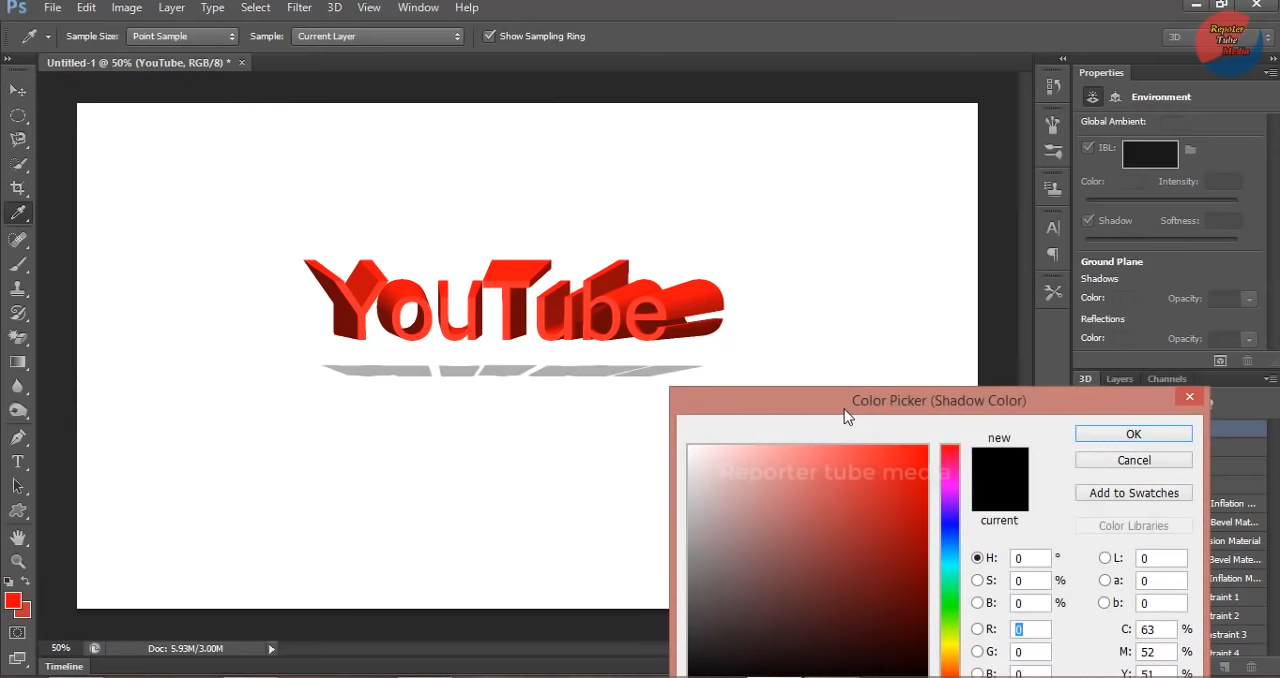 Ps File Edit Image Layer Type Select Filter 3D View Window Help
Sample Size: Point Sample Sample: Current Layer Show Sampling Ring 3D
Repoter
Tube
Media
Untitled-1 @ 50% (YouTube, RGB/8) * ×
Properties
Environment
Global Ambient:
IBL:
Color: Intensity:
Shadow Softness:
Ground Plane
Shadows
Color: Opacity:
Reflections
Color: Opacity:
YouTube
3D Layers Channels
Color Picker (Shadow Color)
new
OK
Cancel
Reporter tube media
Add to Swatches
current
Color Libraries
H: 0 ° L: 0
S: 0 % a: 0
B: 0 % b: 0
R: 0 C: 63 %
G: 0 M: 52 %
B: 0 Y: 51 %
Inflation ...
Bevel Mat...
sion Material
Bevel Mate...
Inflation M...
traint 1
traint 2
straint 3
traint 4
50% Doc: 5.93M/3.00M
Timeline